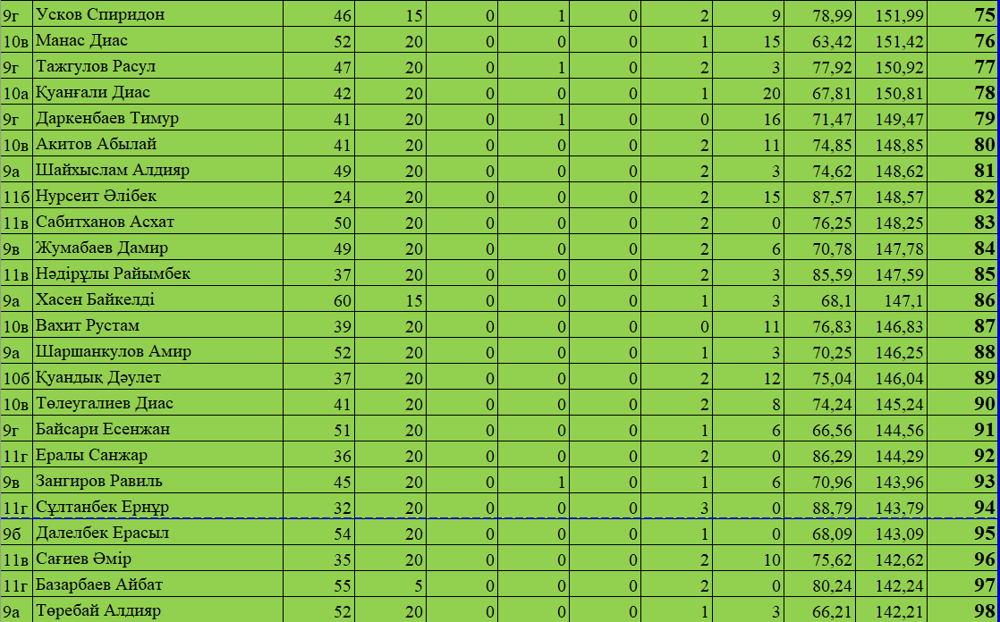 9г Усков Спиридон 46 15 0 1 0 2 9 78,99 151,99 75
10в Манас Диас 52 20 0 0 0 1 15 63,42 151,42 76
9г Тажгулов Расул 47 20 0 1 0 2 3 77,92 150,92 77
10а Қуанғали Диас 42 20 0 0 0 1 20 67,81 150,81 78
9г Даркенбаев Тимур 41 20 0 1 0 0 16 71,47 149,47 79
10в Акитов Абылай 41 20 0 0 0 2 11 74,85 148,85 80
9а Шайхыслам Алдияр 49 20 0 0 0 2 3 74,62 148,62 81
11б Нурсеит Әлібек 24 20 0 0 0 2 15 87,57 148,57 82
11в Сабитханов Асхат 50 20 0 0 0 2 0 76,25 148,25 83
9в Жумабаев Дамир 49 20 0 0 0 2 6 70,78 147,78 84
11в Нәдірұлы Райымбек 37 20 0 0 0 2 3 85,59 147,59 85
9а Хасен Байкелді 60 15 0 0 0 1 3 68,1 147,1 86
10в Вахит Рустам 39 20 0 0 0 0 11 76,83 146,83 87
9а Шаршанкулов Амир 52 20 0 0 0 1 3 70,25 146,25 88
10б Қуандық Дәулет 37 20 0 0 0 2 12 75,04 146,04 89
10в Төлеугалиев Диас 41 20 0 0 0 2 8 74,24 145,24 90
9г Байсари Есенжан 51 20 0 0 0 1 6 66,56 144,56 91
11г Ералы Санжар 36 20 0 0 0 2 0 86,29 144,29 92
9в Зангиров Равиль 45 20 0 1 0 1 6 70,96 143,96 93
11г Сұлтанбек Ернұр 32 20 0 0 0 3 0 88,79 143,79 94
9б Далелбек Ерасыл 54 20 0 0 0 1 0 68,09 143,09 95
11в Сағиев Әмір 35 20 0 0 0 2 10 75,62 142,62 96
11г Базарбаев Айбат 55 5 0 0 0 2 0 80,24 142,24 97
9а Төребай Алдияр 52 20 0 0 0 1 3 66,21 142,21 98